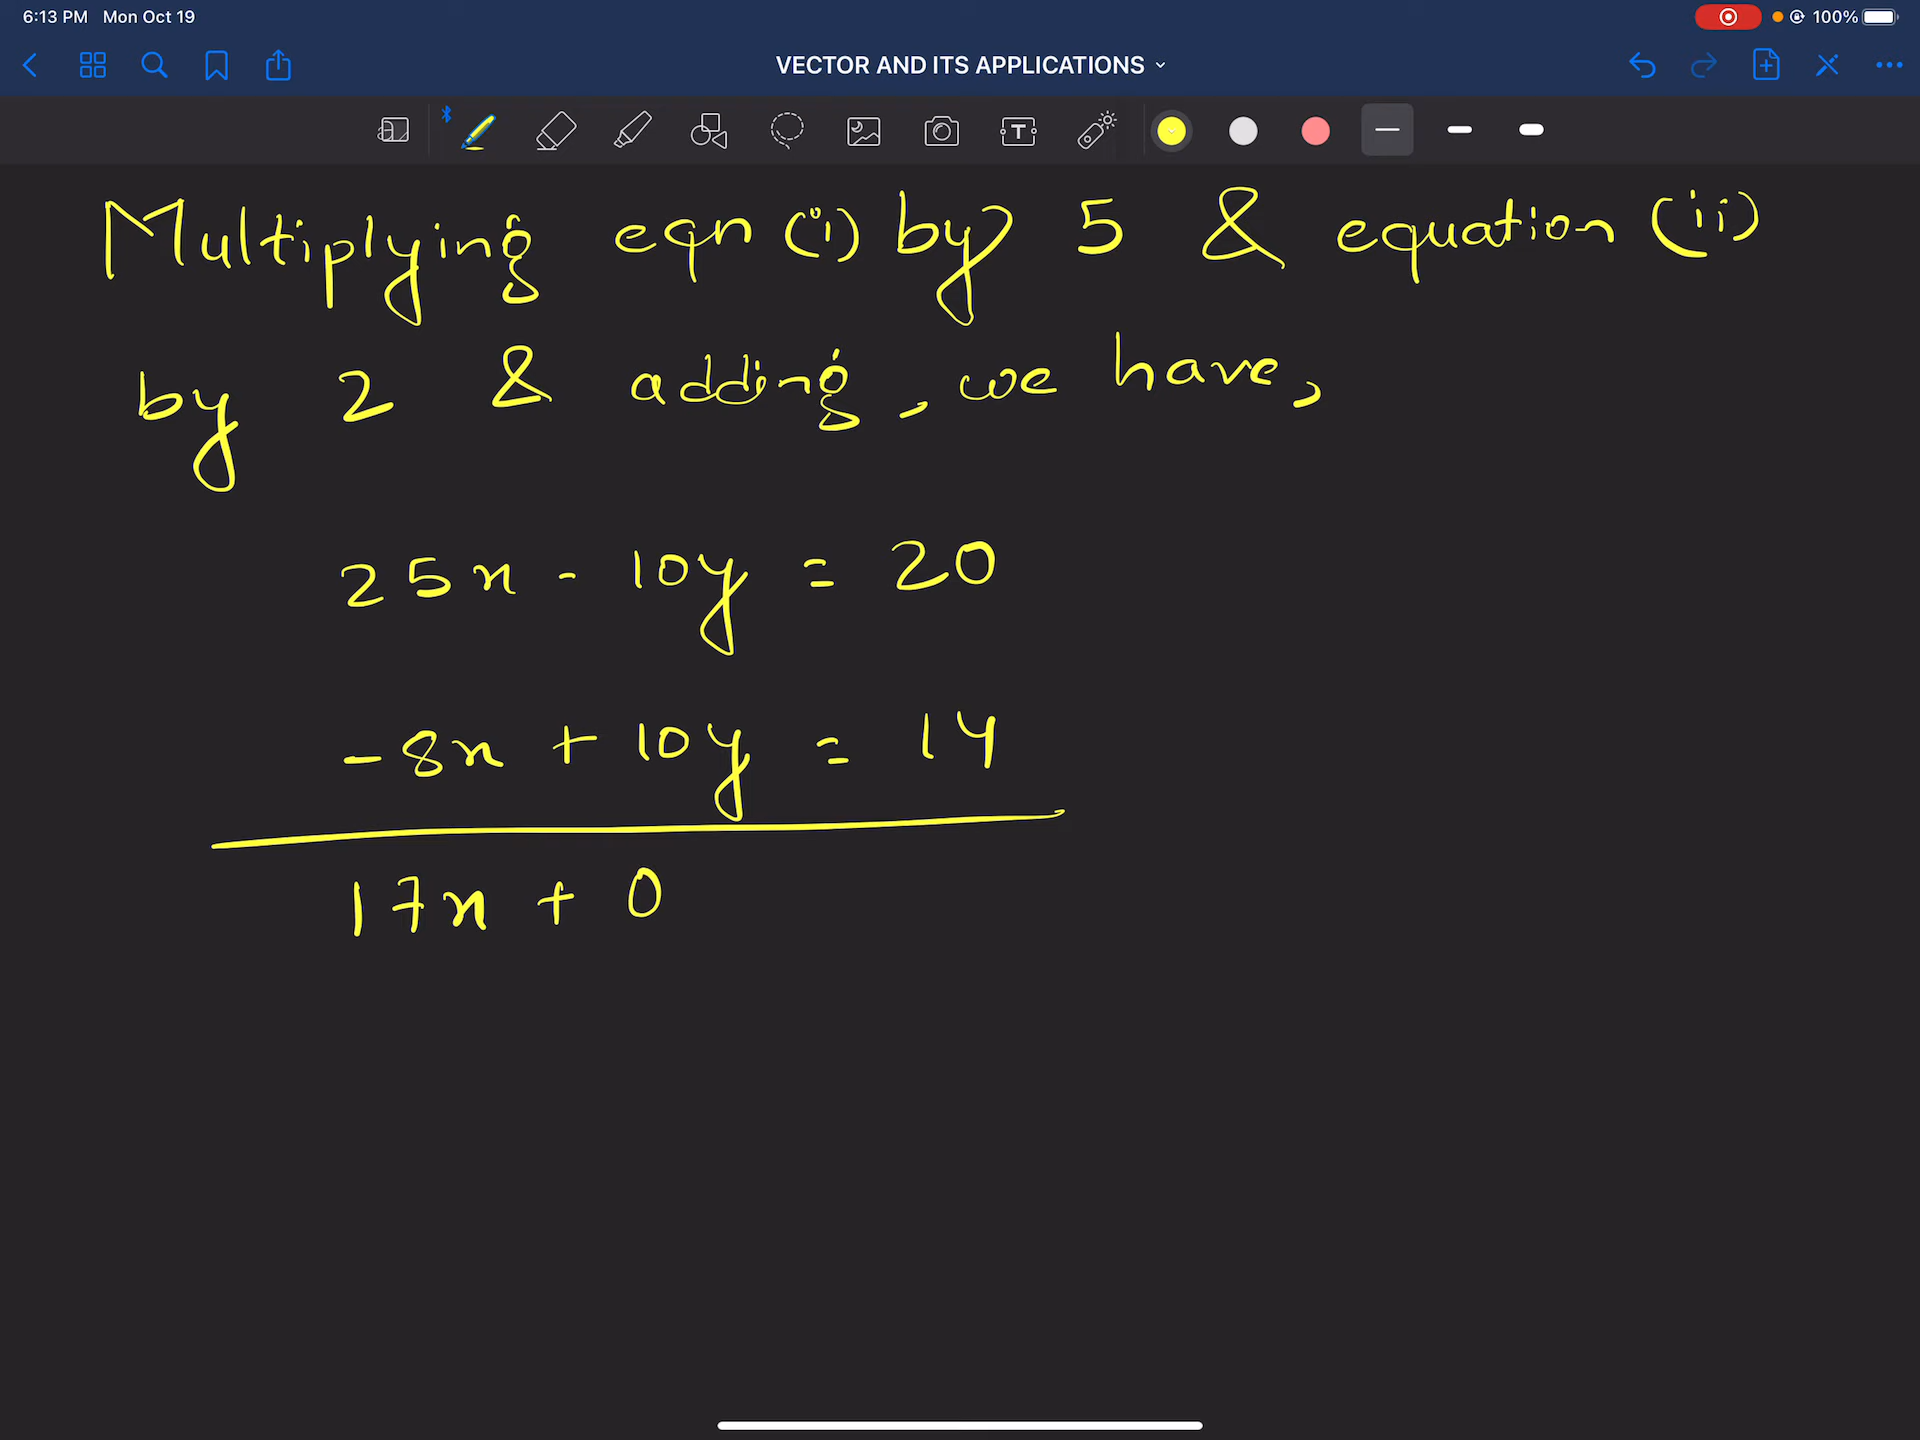 6:13 PM Mon Oct 19 100%
VECTOR AND ITS APPLICATIONS
Multiplying eqn (i) by 5 & equation (ii)
by 2 & adding, we have,
25x - 10y = 20
-8x + 10y = 14
17x + 0